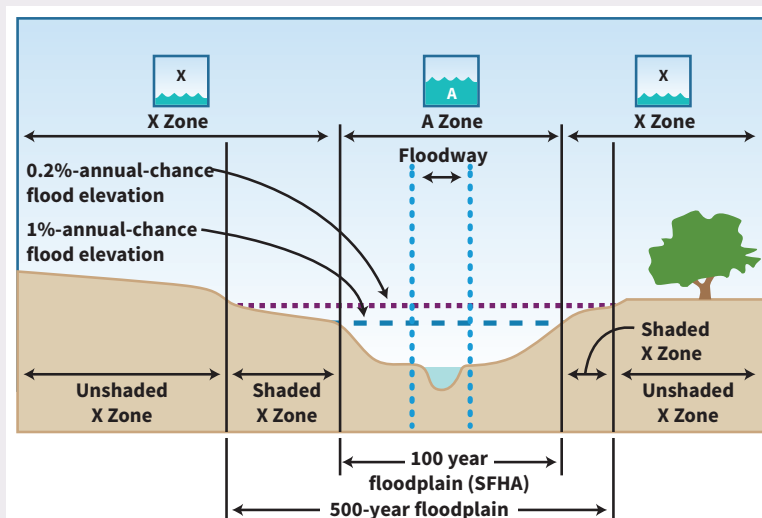 X
A
X
X Zone
A Zone
X Zone
Floodway
0.2%-annual-chance
flood elevation
1%-annual-chance
flood elevation
Shaded
X Zone
Unshaded
X Zone
Shaded
X Zone
Unshaded
X Zone
100 year
floodplain (SFHA)
500-year floodplain